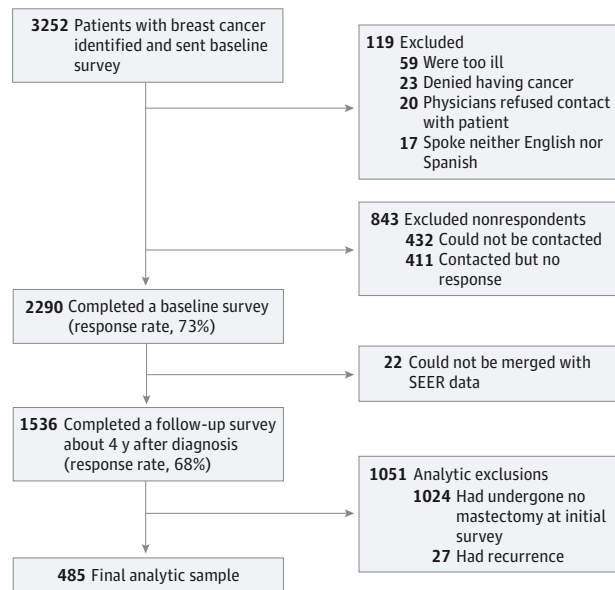 3252 Patients with breast cancer
identified and sent baseline
survey
119 Excluded
59 Were too ill
23 Denied having cancer
20 Physicians refused contact
with patient
17 Spoke neither English nor
Spanish
843 Excluded nonrespondents
432 Could not be contacted
411 Contacted but no
response
2290 Completed a baseline survey
(response rate, 73%)
22 Could not be merged with
SEER data
1536 Completed a follow-up survey
about 4 y after diagnosis
(response rate, 68%)
1051 Analytic exclusions
1024 Had undergone no
mastectomy at initial
survey
27 Had recurrence
485 Final analytic sample